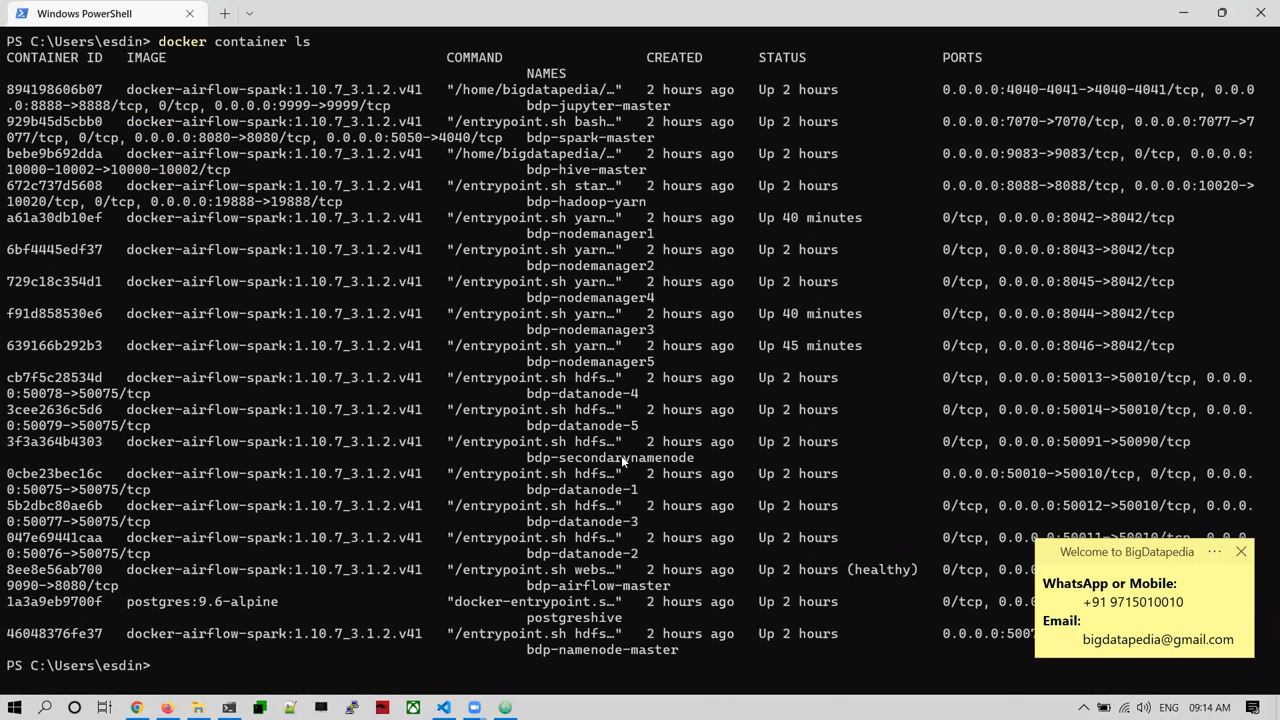 Windows PowerShell
PS C:\Users\esdin> docker container ls
CONTAINER ID   IMAGE                                   COMMAND                  CREATED       STATUS                 PORTS
NAMES
894198606b07   docker-airflow-spark:1.10.7_3.1.2.v41   "/home/bigdatapedia/…"   2 hours ago   Up 2 hours             0.0.0.0:4040-4041->4040-4041/tcp, 0.0.0
.0:8888->8888/tcp, 0/tcp, 0.0.0.0:9999->9999/tcp                 bdp-jupyter-master
929b45d5cbb0   docker-airflow-spark:1.10.7_3.1.2.v41   "/entrypoint.sh bash…"   2 hours ago   Up 2 hours             0.0.0.0:7070->7070/tcp, 0.0.0.0:7077->7
077/tcp, 0/tcp, 0.0.0.0:8080->8080/tcp, 0.0.0.0:5050->4040/tcp   bdp-spark-master
bebe9b692dda   docker-airflow-spark:1.10.7_3.1.2.v41   "/home/bigdatapedia/…"   2 hours ago   Up 2 hours             0.0.0.0:9083->9083/tcp, 0/tcp, 0.0.0.0:
10000-10002->10000-10002/tcp                                     bdp-hive-master
672c737d5608   docker-airflow-spark:1.10.7_3.1.2.v41   "/entrypoint.sh star…"   2 hours ago   Up 2 hours             0.0.0.0:8088->8088/tcp, 0.0.0.0:10020->
10020/tcp, 0/tcp, 0.0.0.0:19888->19888/tcp                       bdp-hadoop-yarn
a61a30db10ef   docker-airflow-spark:1.10.7_3.1.2.v41   "/entrypoint.sh yarn…"   2 hours ago   Up 40 minutes          0/tcp, 0.0.0.0:8042->8042/tcp
bdp-nodemanager1
6bf4445edf37   docker-airflow-spark:1.10.7_3.1.2.v41   "/entrypoint.sh yarn…"   2 hours ago   Up 2 hours             0/tcp, 0.0.0.0:8043->8042/tcp
bdp-nodemanager2
729c18c354d1   docker-airflow-spark:1.10.7_3.1.2.v41   "/entrypoint.sh yarn…"   2 hours ago   Up 2 hours             0/tcp, 0.0.0.0:8045->8042/tcp
bdp-nodemanager4
f91d858530e6   docker-airflow-spark:1.10.7_3.1.2.v41   "/entrypoint.sh yarn…"   2 hours ago   Up 40 minutes          0/tcp, 0.0.0.0:8044->8042/tcp
bdp-nodemanager3
639166b292b3   docker-airflow-spark:1.10.7_3.1.2.v41   "/entrypoint.sh yarn…"   2 hours ago   Up 45 minutes          0/tcp, 0.0.0.0:8046->8042/tcp
bdp-nodemanager5
cb7f5c28534d   docker-airflow-spark:1.10.7_3.1.2.v41   "/entrypoint.sh hdfs…"   2 hours ago   Up 2 hours             0/tcp, 0.0.0.0:50013->50010/tcp, 0.0.0.
0:50078->50075/tcp                                               bdp-datanode-4
3cee2636c5d6   docker-airflow-spark:1.10.7_3.1.2.v41   "/entrypoint.sh hdfs…"   2 hours ago   Up 2 hours             0/tcp, 0.0.0.0:50014->50010/tcp, 0.0.0.
0:50079->50075/tcp                                               bdp-datanode-5
3f3a364b4303   docker-airflow-spark:1.10.7_3.1.2.v41   "/entrypoint.sh hdfs…"   2 hours ago   Up 2 hours             0/tcp, 0.0.0.0:50091->50090/tcp
bdp-secondarynamenode
0cbe23bec16c   docker-airflow-spark:1.10.7_3.1.2.v41   "/entrypoint.sh hdfs…"   2 hours ago   Up 2 hours             0.0.0.0:50010->50010/tcp, 0/tcp, 0.0.0.
0:50075->50075/tcp                                               bdp-datanode-1
5b2dbc80ae6b   docker-airflow-spark:1.10.7_3.1.2.v41   "/entrypoint.sh hdfs…"   2 hours ago   Up 2 hours             0/tcp, 0.0.0.0:50012->50010/tcp, 0.0.0.
0:50077->50075/tcp                                               bdp-datanode-3
047e69441caa   docker-airflow-spark:1.10.7_3.1.2.v41   "/entrypoint.sh hdfs…"   2 hours ago   Up 2 hours             0/tcp, 0.0.0.0:50011->50010/tcp, 0.0.0.
0:50076->50075/tcp                                               bdp-datanode-2
8ee8e56ab700   docker-airflow-spark:1.10.7_3.1.2.v41   "/entrypoint.sh webs…"   2 hours ago   Up 2 hours (healthy)   0/tcp, 0.0
9090->8080/tcp                                                   bdp-airflow-master
1a3a9eb9700f   postgres:9.6-alpine                     "docker-entrypoint.s…"   2 hours ago   Up 2 hours             0/tcp, 0.0
postgreshive
46048376fe37   docker-airflow-spark:1.10.7_3.1.2.v41   "/entrypoint.sh hdfs…"   2 hours ago   Up 2 hours             0.0.0.0:5007
bdp-namenode-master
PS C:\Users\esdin>
Welcome to BigDatapedia
WhatsApp or Mobile:
+91 9715010010
Email:
bigdatapedia@gmail.com
ENG 09:14 AM